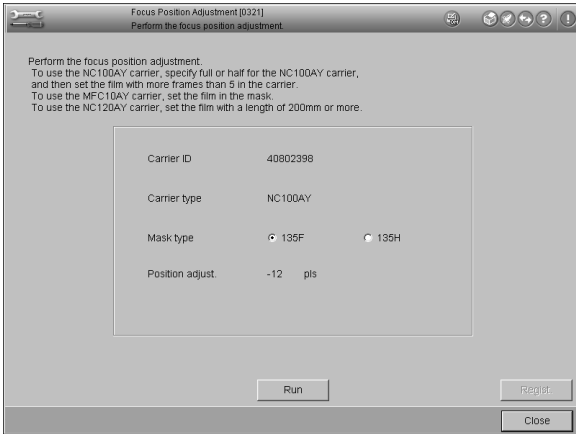 Focus Position Adjustment [0321]
Perform the focus position adjustment.
Perform the focus position adjustment.
To use the NC100AY carrier, specify full or half for the NC100AY carrier,
and then set the film with more frames than 5 in the carrier.
To use the MFC10AY carrier, set the film in the mask.
To use the NC120AY carrier, set the film with a length of 200mm or more.
Carrier ID 40802398
Carrier type NC100AY
Mask type 135F 135H
Position adjust. -12 pls
Run
Regist.
Close